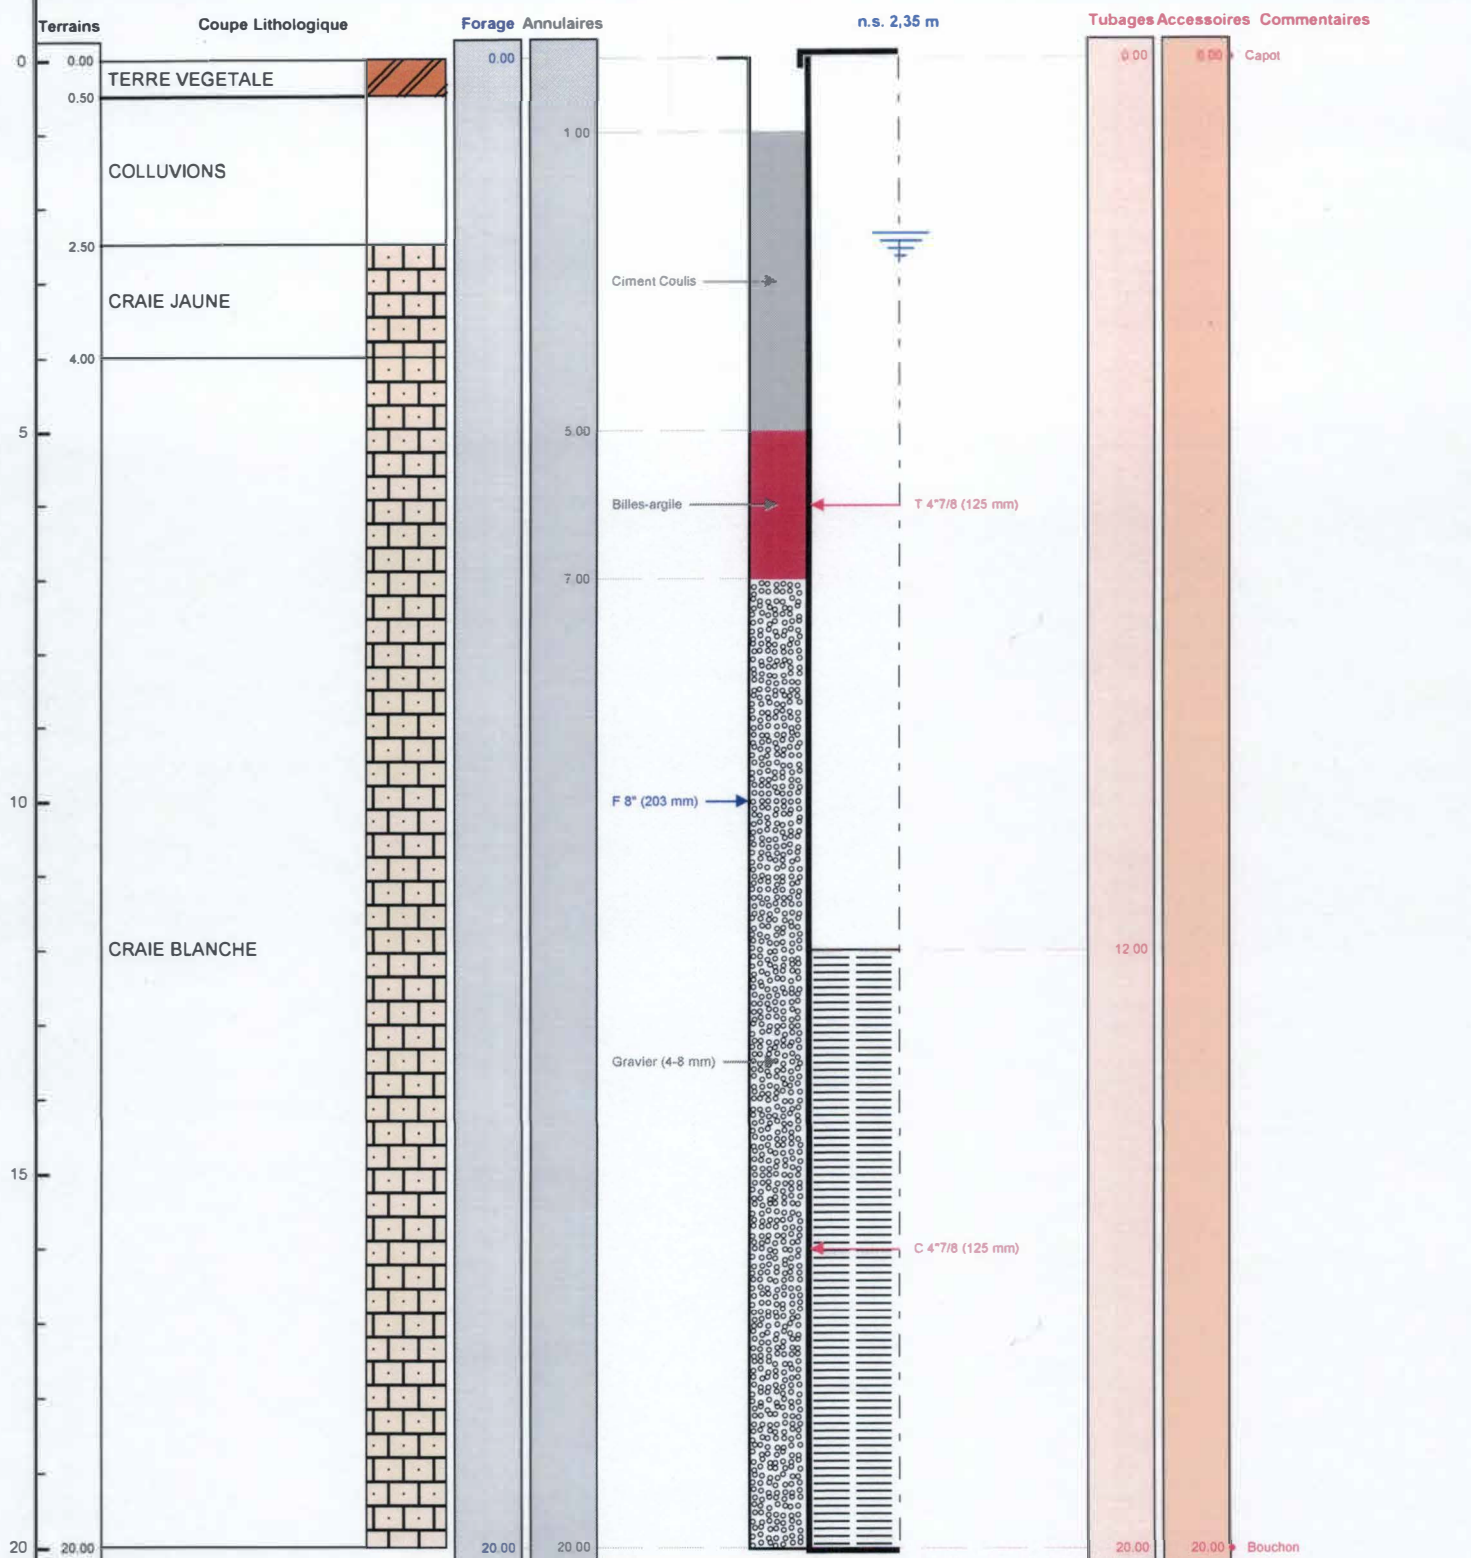 Terrains Coupe Lithologique Forage Annulaires n.s. 2,35 m Tubages Accessoires Commentaires
0 0.00 0.00 0.00 0.00 Capot
TERRE VEGETALE
0.50
1.00
COLLUVIONS
2.50
Ciment Coulis
CRAIE JAUNE
4.00
5 5.00
Billes-argile T 4"7/8 (125 mm)
7.00
10 F 8" (203 mm)
CRAIE BLANCHE 12.00
Gravier (4-8 mm)
15
C 4"7/8 (125 mm)
20 20.00 20.00 20.00 20.00 20.00 Bouchon